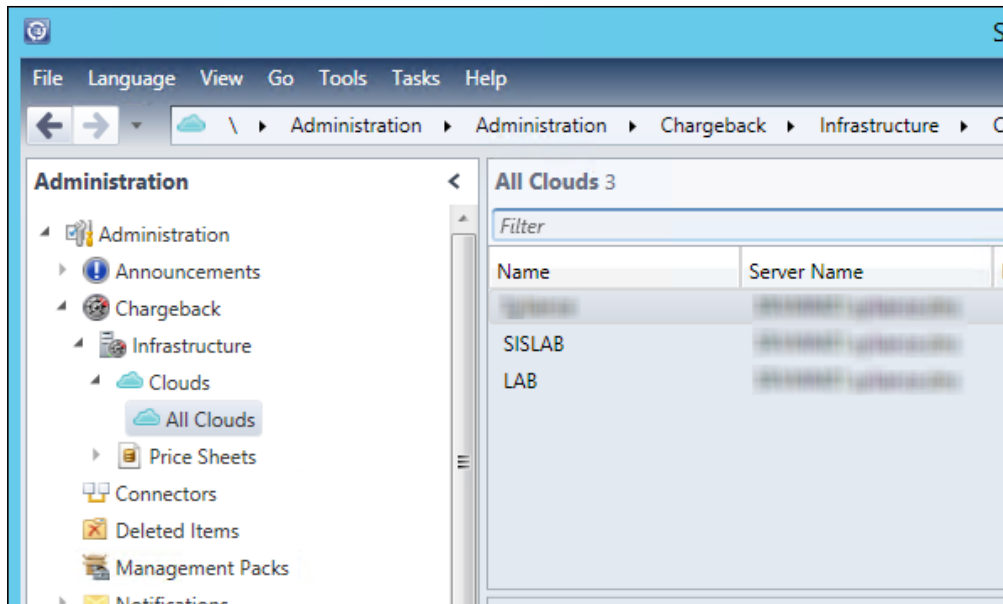 S
File Language View Go Tools Tasks Help
\ Administration Administration Chargeback Infrastructure
Administration
Administration
Announcements
Chargeback
Infrastructure
Clouds
All Clouds
Price Sheets
Connectors
Deleted Items
Management Packs
Notifications
All Clouds 3
Filter
Name Server Name
SISLAB
LAB